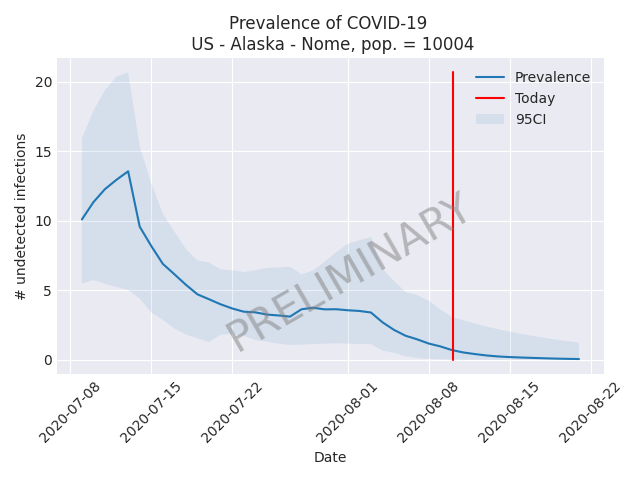 Prevalence of COVID-19
US - Alaska - Nome, pop. = 10004
Prevalence
Today
95CI
20
15
10
5
0
# undetected infections
PRELIMINARY
2020-07-08
2020-07-15
2020-07-22
2020-08-01
2020-08-08
2020-08-15
2020-08-22
Date